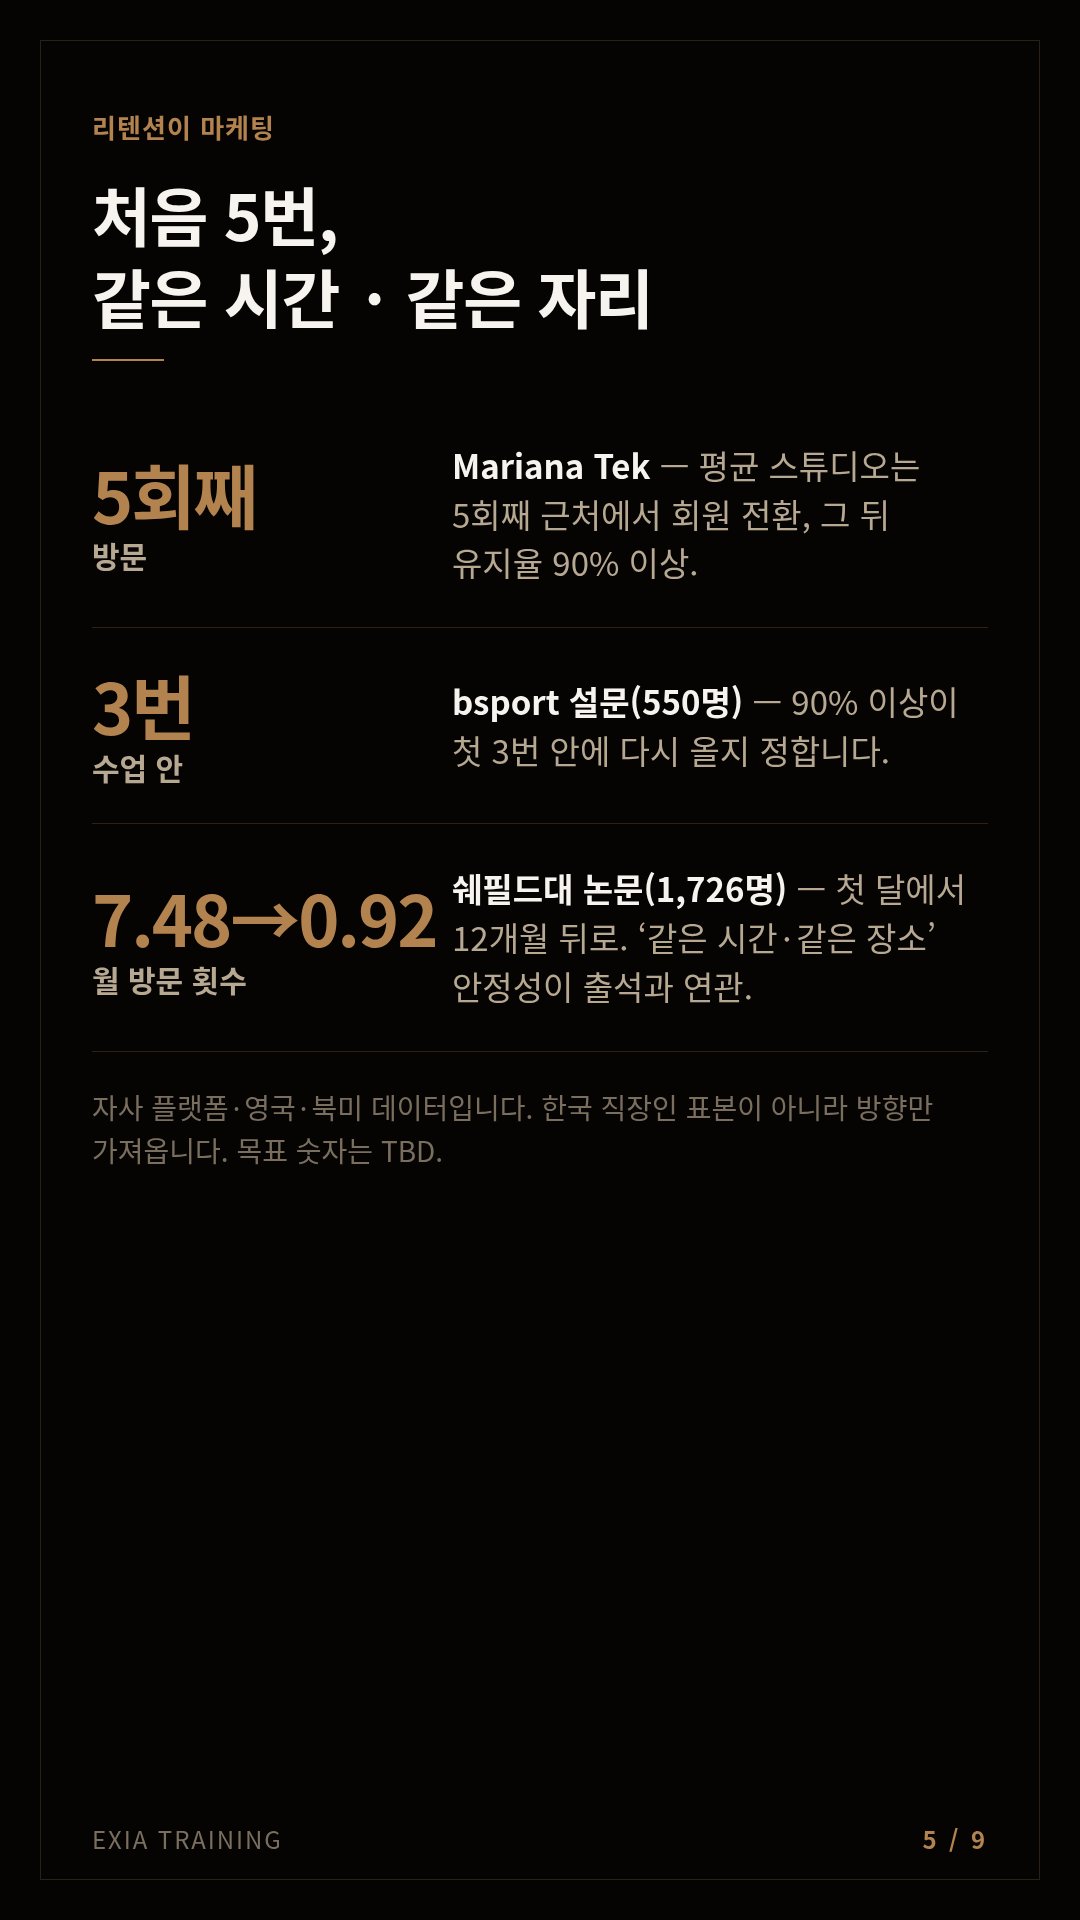 리텐션이 마케팅
처음 5번,
같은 시간 · 같은 자리
5회째
방문
Mariana Tek — 평균 스튜디오는
5회째 근처에서 회원 전환, 그 뒤
유지율 90% 이상.
3번
수업 안
bsport 설문(550명) — 90% 이상이
첫 3번 안에 다시 올지 정합니다.
7.48→0.92
월 방문 횟수
쉐필드대 논문(1,726명) — 첫 달에서
12개월 뒤로. ‘같은 시간·같은 장소’
안정성이 출석과 연관.
자사 플랫폼·영국·북미 데이터입니다. 한국 직장인 표본이 아니라 방향만
가져옵니다. 목표 숫자는 TBD.
EXIA TRAINING
5 / 9